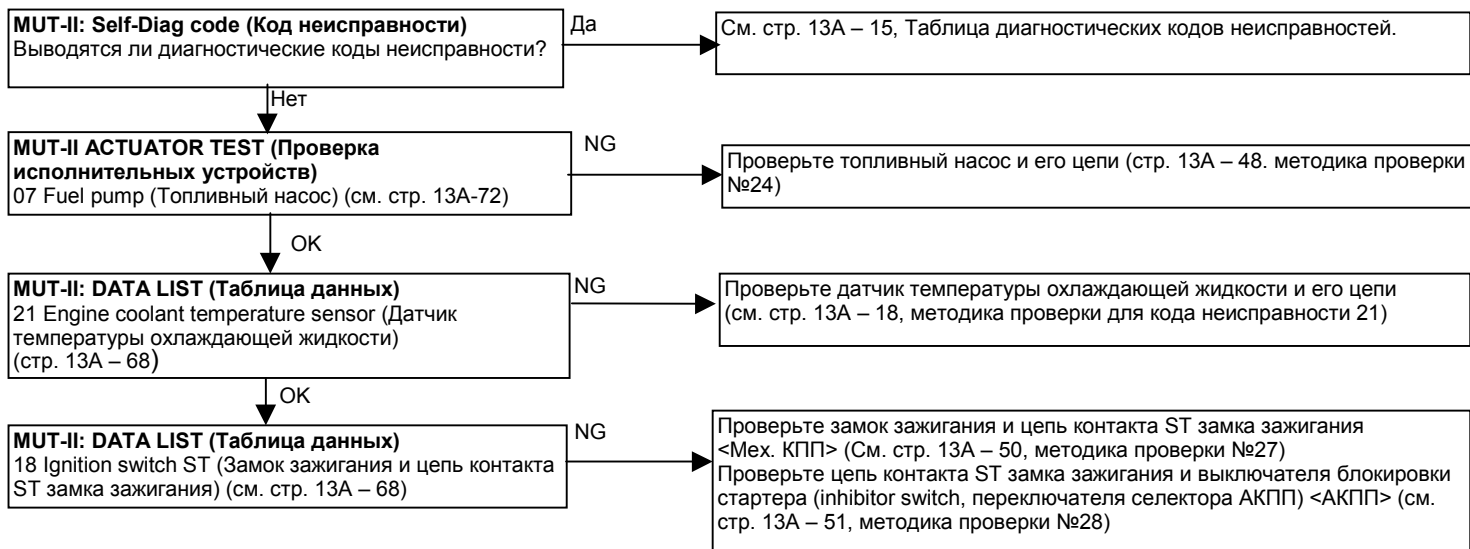 MUT-II: Self-Diag code (Код неисправности)
Выводятся ли диагностические коды неисправности?
Да
См. стр. 13А – 15, Таблица диагностических кодов неисправностей.
Нет
MUT-II ACTUATOR TEST (Проверка
исполнительных устройств)
07 Fuel pump (Топливный насос) (см. стр. 13А-72)
NG
Проверьте топливный насос и его цепи (стр. 13А – 48. методика проверки
№24)
OK
MUT-II: DATA LIST (Таблица данных)
21 Engine coolant temperature sensor (Датчик
температуры охлаждающей жидкости)
(стр. 13А – 68)
NG
Проверьте датчик температуры охлаждающей жидкости и его цепи
(см. стр. 13А – 18, методика проверки для кода неисправности 21)
OK
MUT-II: DATA LIST (Таблица данных)
18 Ignition switch ST (Замок зажигания и цепь контакта
ST замка зажигания) (см. стр. 13А – 68)
NG
Проверьте замок зажигания и цепь контакта ST замка зажигания
<Мех. КПП> (См. стр. 13А – 50, методика проверки №27)
Проверьте цепь контакта ST замка зажигания и выключателя блокировки
стартера (inhibitor switch, переключателя селектора АКПП) <АКПП> (см.
стр. 13А – 51, методика проверки №28)